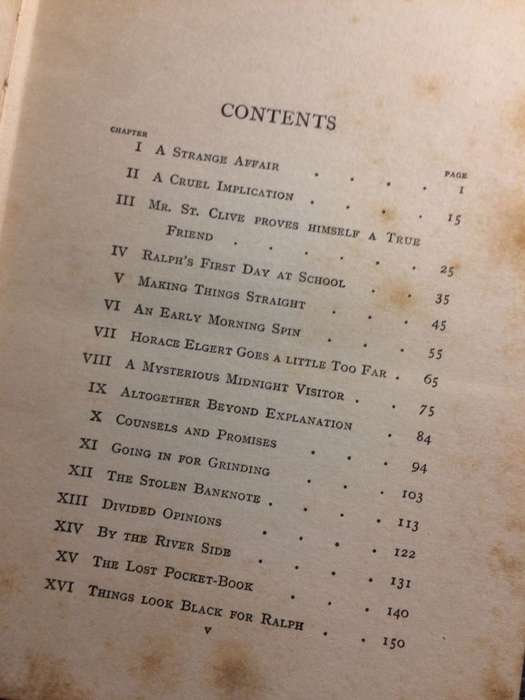 CONTENTS
CHAPTER PAGE
I A STRANGE AFFAIR . . . . 1
II A CRUEL IMPLICATION . . . . 15
III MR. ST. CLIVE PROVES HIMSELF A TRUE
FRIEND . . . . . . 25
IV RALPH'S FIRST DAY AT SCHOOL . . 35
V MAKING THINGS STRAIGHT . . . 45
VI AN EARLY MORNING SPIN . . . 55
VII HORACE ELGERT GOES A LITTLE TOO FAR . 65
VIII A MYSTERIOUS MIDNIGHT VISITOR . . 75
IX ALTOGETHER BEYOND EXPLANATION . 84
X COUNSELS AND PROMISES . . . 94
XI GOING IN FOR GRINDING . . . 103
XII THE STOLEN BANKNOTE . . . . 113
XIII DIVIDED OPINIONS . . . . 122
XIV BY THE RIVER SIDE . . . . 131
XV THE LOST POCKET-BOOK . . . 140
XVI THINGS LOOK BLACK FOR RALPH . . 150
v